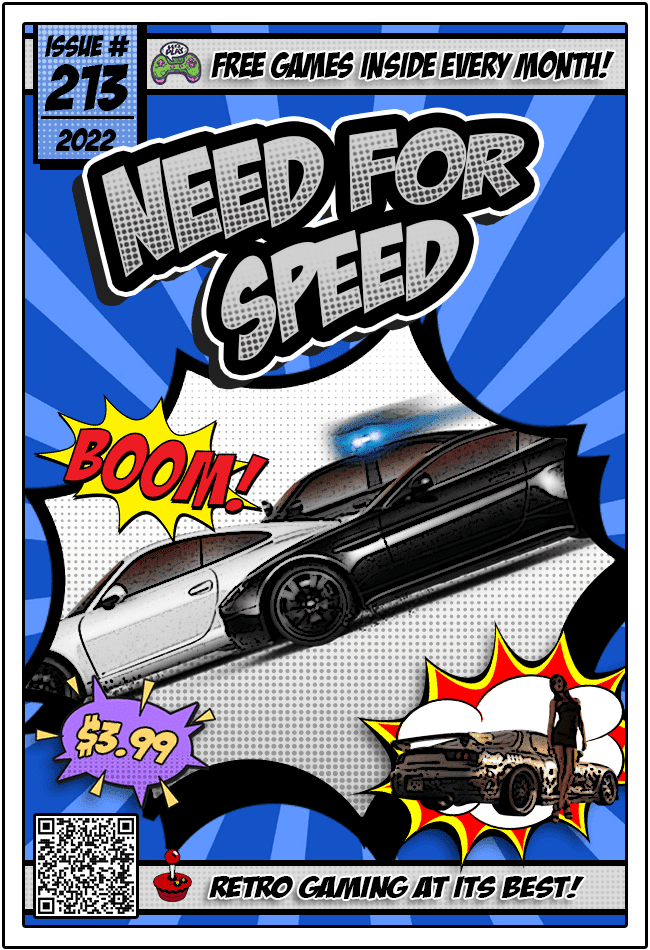 ISSUE #
213
2022
FREE GAMES INSIDE EVERY MONTH!
NEED FOR
SPEED
BOOM!
$3.99
RETRO GAMING AT ITS BEST!